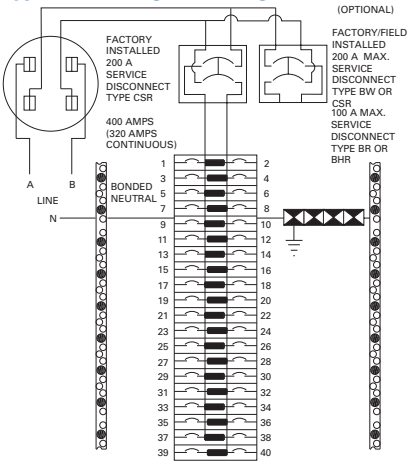 (OPTIONAL)
FACTORY
INSTALLED
200 A
SERVICE
DISCONNECT
TYPE CSR
400 AMPS
(320 AMPS
CONTINUOUS)
FACTORY/FIELD
INSTALLED
200 A MAX.
SERVICE
DISCONNECT
TYPE BW OR
CSR
100 A MAX.
SERVICE
DISCONNECT
TYPE BR OR
BHR
A B
LINE
N
BONDED
NEUTRAL
1 2
3 4
5 6
7 8
9 10
11 12
13 14
15 16
17 18
19 20
21 22
23 24
25 26
27 28
29 30
31 32
33 34
35 36
37 38
39 40